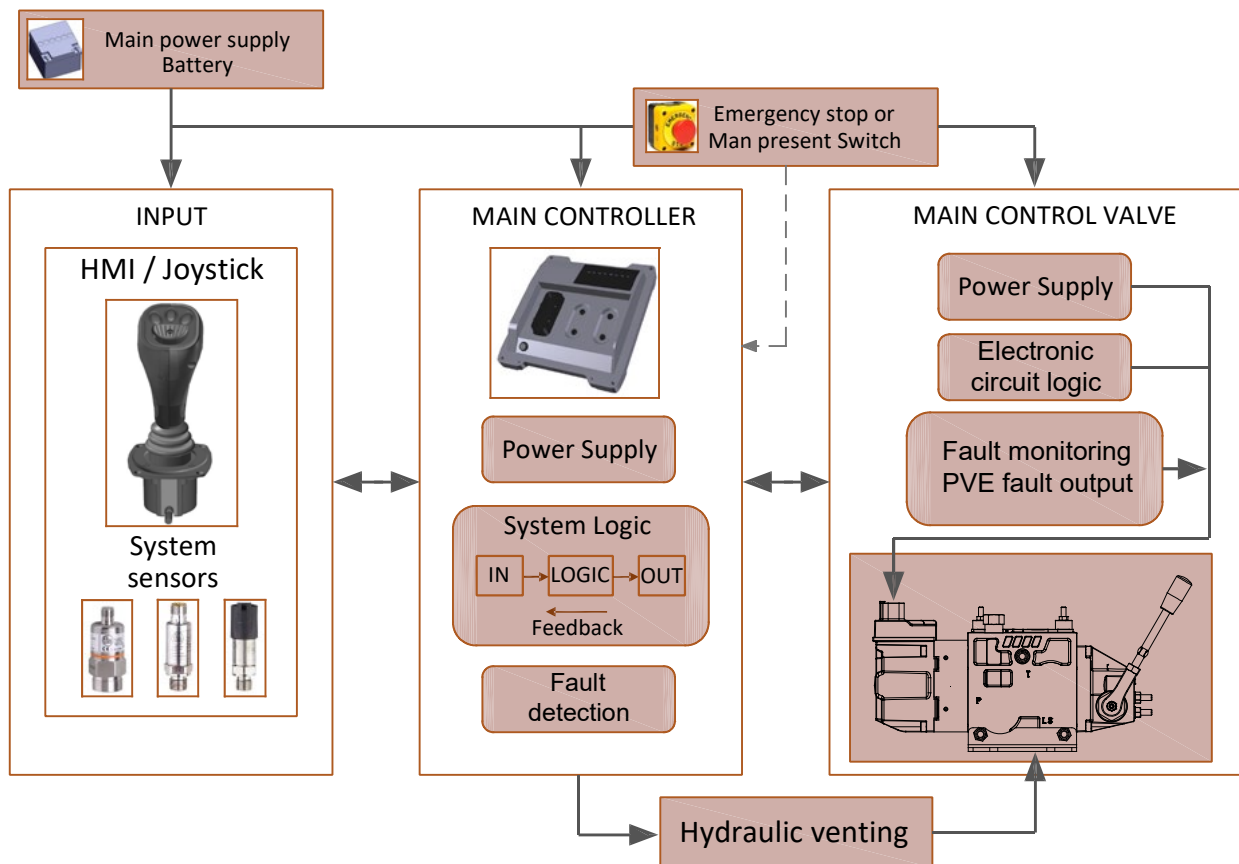 Main power supply
Battery
EMERGENCY
Emergency stop or
Man present Switch
INPUT
HMI / Joystick
System
sensors
MAIN CONTROLLER
Power Supply
System Logic
IN
LOGIC
OUT
Feedback
Fault
detection
MAIN CONTROL VALVE
Power Supply
Electronic
circuit logic
Fault monitoring
PVE fault output
P
T
LS
Hydraulic venting